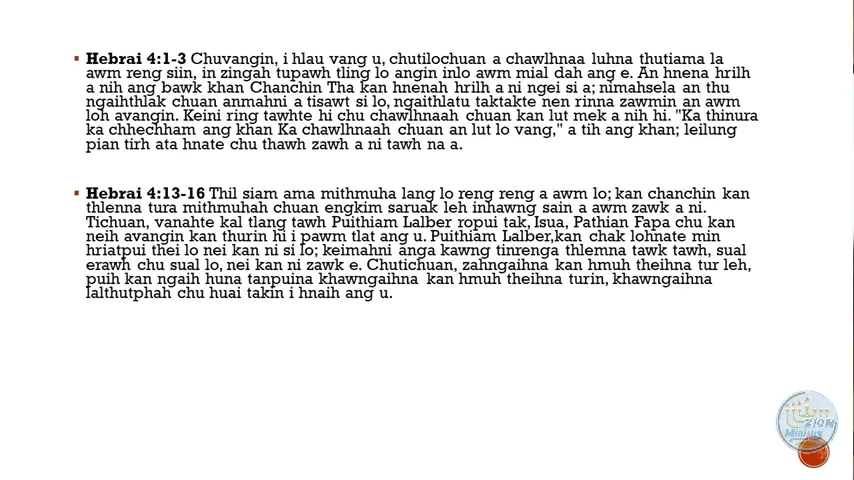 Hebrai 4:1-3 Chuvangin, i hlau vang u, chutilochuan a chawlhnaa luhna thutiama la
awm reng siin, in zingah tupawh tling lo angin inlo awm mial dah ang e. An hnena hrilh
a nih ang bawk khan Chanchin Tha kan hnenah hrilh a ni ngei si a; nimahsela an thu
ngaihthlak chuan anmahni a tisawt si lo, ngaithlatu taktakte nen rinna zawmin an awm
loh avangin. Keini ring tawhte hi chu chawlhnaah chuan kan lut mek a nih hi. "Ka thinura
ka chhechham ang khan Ka chawlhnaah chuan an lut lo vang," a tih ang khan; leilung
pian tirh ata hnate chu thawh zawh a ni tawh na a.
Hebrai 4:13-16 Thil siam ama mithmuha lang lo reng reng a awm lo; kan chanchin kan
thlenna tura mithmuhah chuan engkim saruak leh inhawng sain a awm zawk a ni.
Tichuan, vanahte kal tlang tawh Puithiam Lalber ropui tak, Isua, Pathian Fapa chu kan
neih avangin kan thurin hi i pawm tlat ang u. Puithiam Lalber,kan chak lohnate min
hriatpui thei lo nei kan ni si lo; keimahni anga kawng tinrenga thlemna tawk tawh, sual
erawh chu sual lo, nei kan ni zawk e. Chutichuan, zahngaihna kan hmuh theihna tur leh,
puih kan ngaih huna tanpuina khawngaihna kan hmuh theihna turin, khawngaihna
lalthutphah chu huai takin i hnaih ang u.
ZION
Ministry